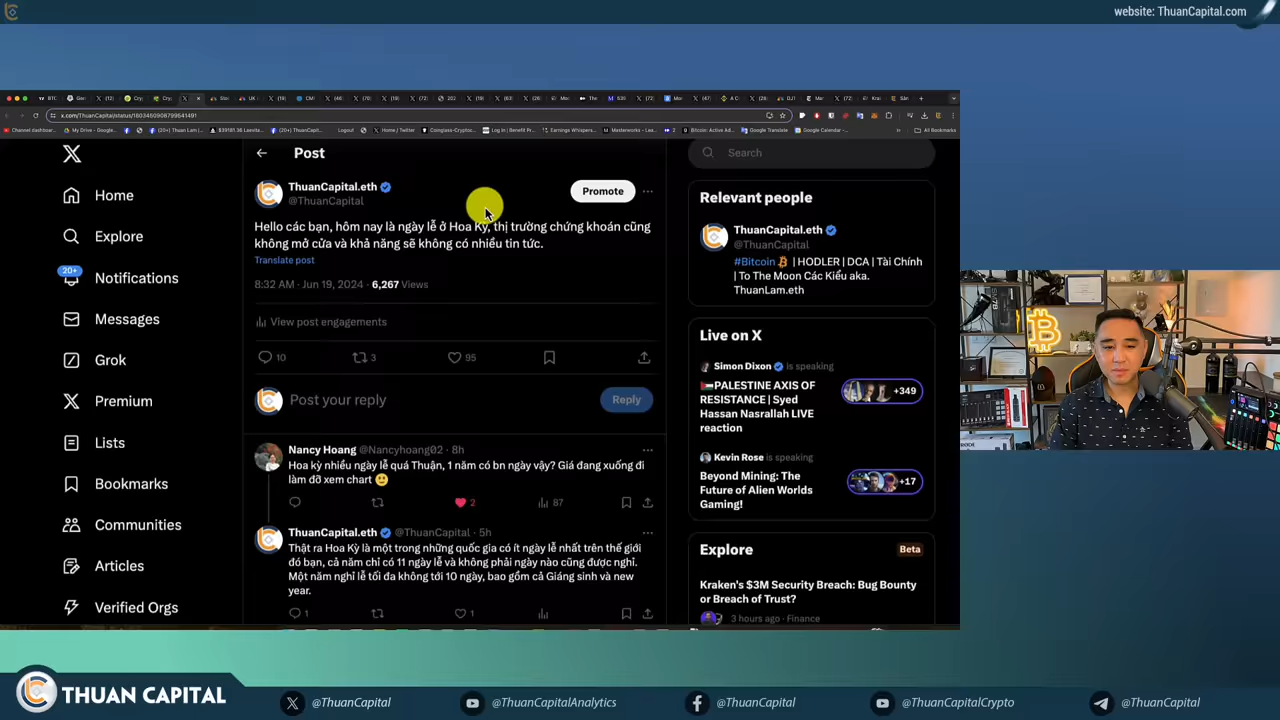 website: ThuanCapital.com
x.com/ThuanCapital/status/1803450908799541491
X
Post
Search
Home
Explore
20+
Notifications
Messages
Grok
Premium
Lists
Bookmarks
Communities
Articles
Verified Orgs
ThuanCapital.eth
@ThuanCapital
Promote
Hello các bạn, hôm nay là ngày lễ ở Hoa Kỳ, thị trường chứng khoán cũng
không mở cửa và khả năng sẽ không có nhiều tin tức.
Translate post
8:32 AM · Jun 19, 2024 · 6,267 Views
View post engagements
10 3 95
Post your reply
Reply
Nancy Hoang @Nancyhoang02 · 8h
Hoa kỳ nhiều ngày lễ quá Thuận, 1 năm có bn ngày vậy? Giá đang xuống đi
làm đỡ xem chart
2 87
ThuanCapital.eth @ThuanCapital · 5h
Thật ra Hoa Kỳ là một trong những quốc gia có ít ngày lễ nhất trên thế giới
đó bạn, cả năm chỉ có 11 ngày lễ và không phải ngày nào cũng được nghỉ.
Một năm nghỉ lễ tối đa không tới 10 ngày, bao gồm cả Giáng sinh và new
year.
1 1
Relevant people
ThuanCapital.eth
@ThuanCapital
#Bitcoin | HODLER | DCA | Tài Chính
| To The Moon Các Kiểu aka.
ThuanLam.eth
Live on X
Simon Dixon is speaking
PALESTINE AXIS OF
RESISTANCE | Syed
Hassan Nasrallah LIVE
reaction
+349
Kevin Rose is speaking
Beyond Mining: The
Future of Alien Worlds
Gaming!
+17
Explore
Beta
Kraken's $3M Security Breach: Bug Bounty
or Breach of Trust?
3 hours ago · Finance
THUAN CAPITAL
@ThuanCapital
@ThuanCapitalAnalytics
@ThuanCapital
@ThuanCapitalCrypto
@ThuanCapital